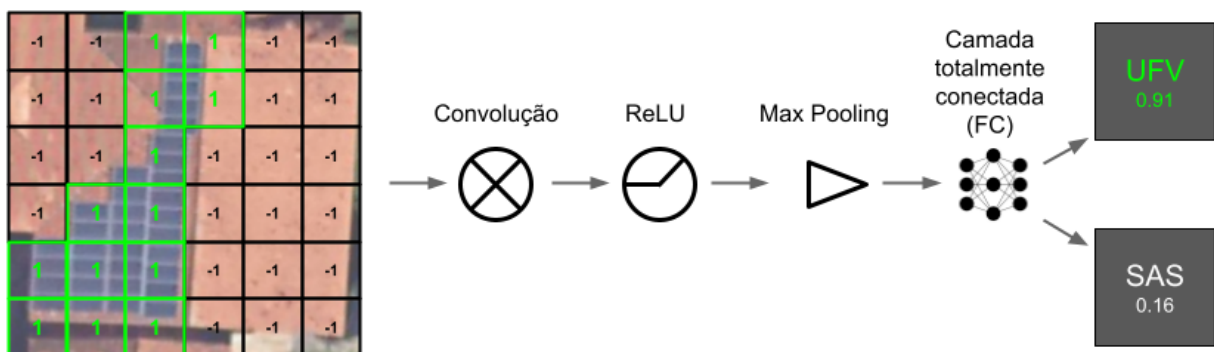 -1 -1 1 1 -1 -1
-1 -1 1 1 -1 -1
-1 -1 1 -1 -1 -1
-1 1 1 -1 -1 -1
1 1 1 -1 -1 -1
1 1 1 -1 -1 -1
Convolução
ReLU
Max Pooling
Camada
totalmente
conectada
(FC)
UFV
0.91
SAS
0.16